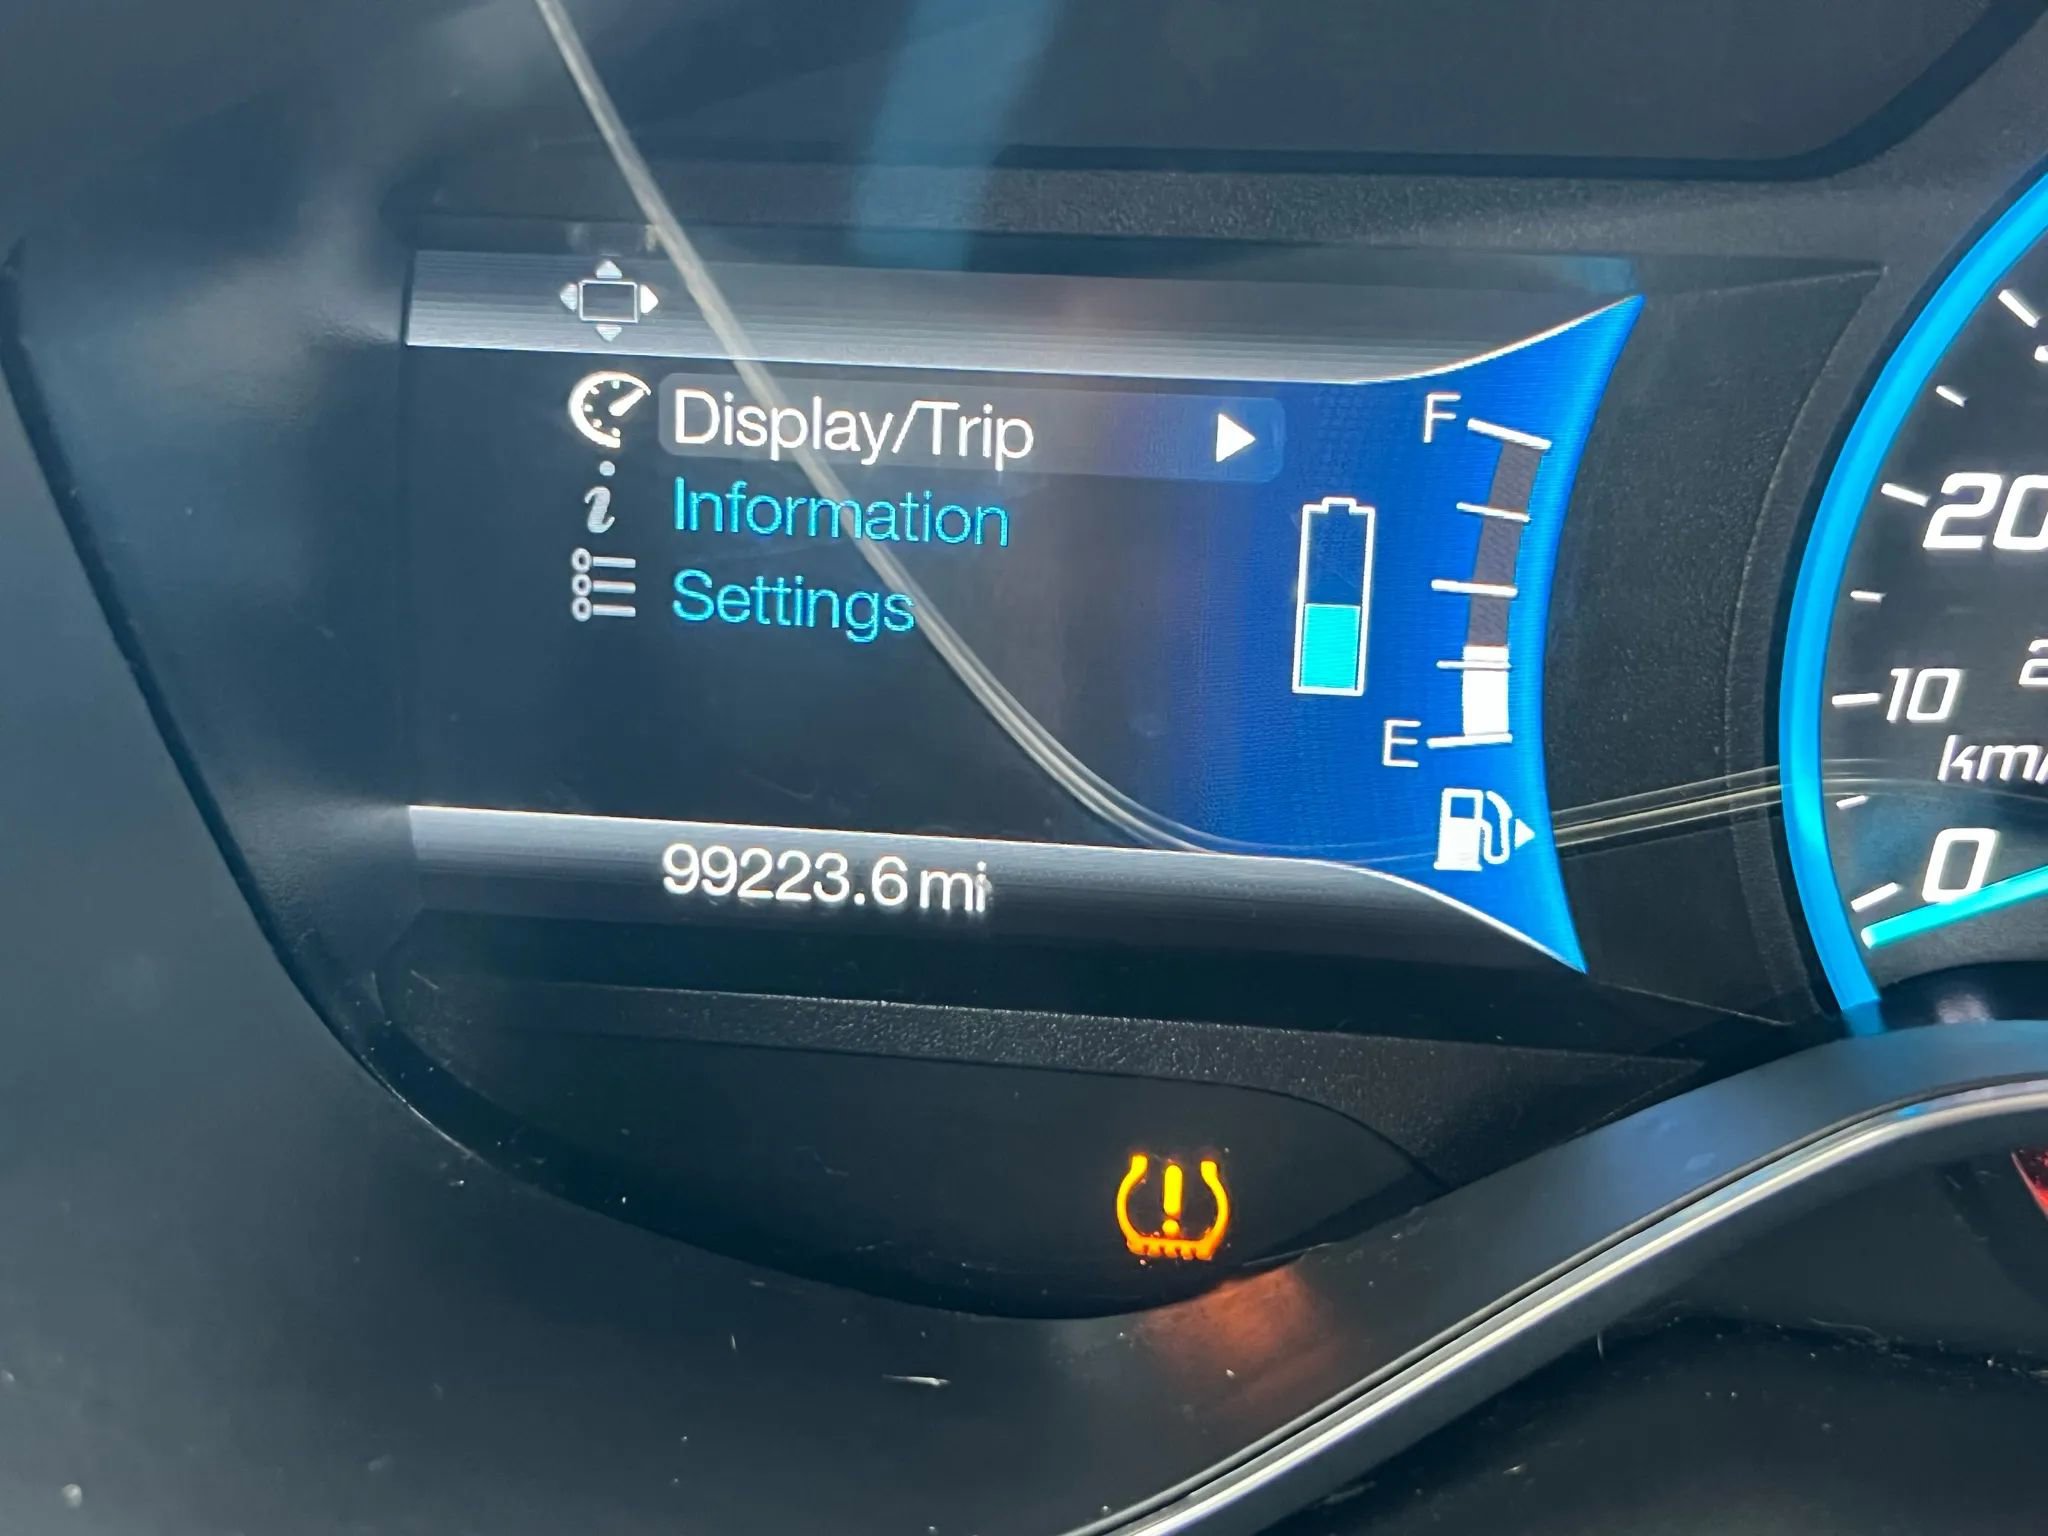 Display/Trip
Information
Settings
F
E
99223.6 mi
20
10
km/
0